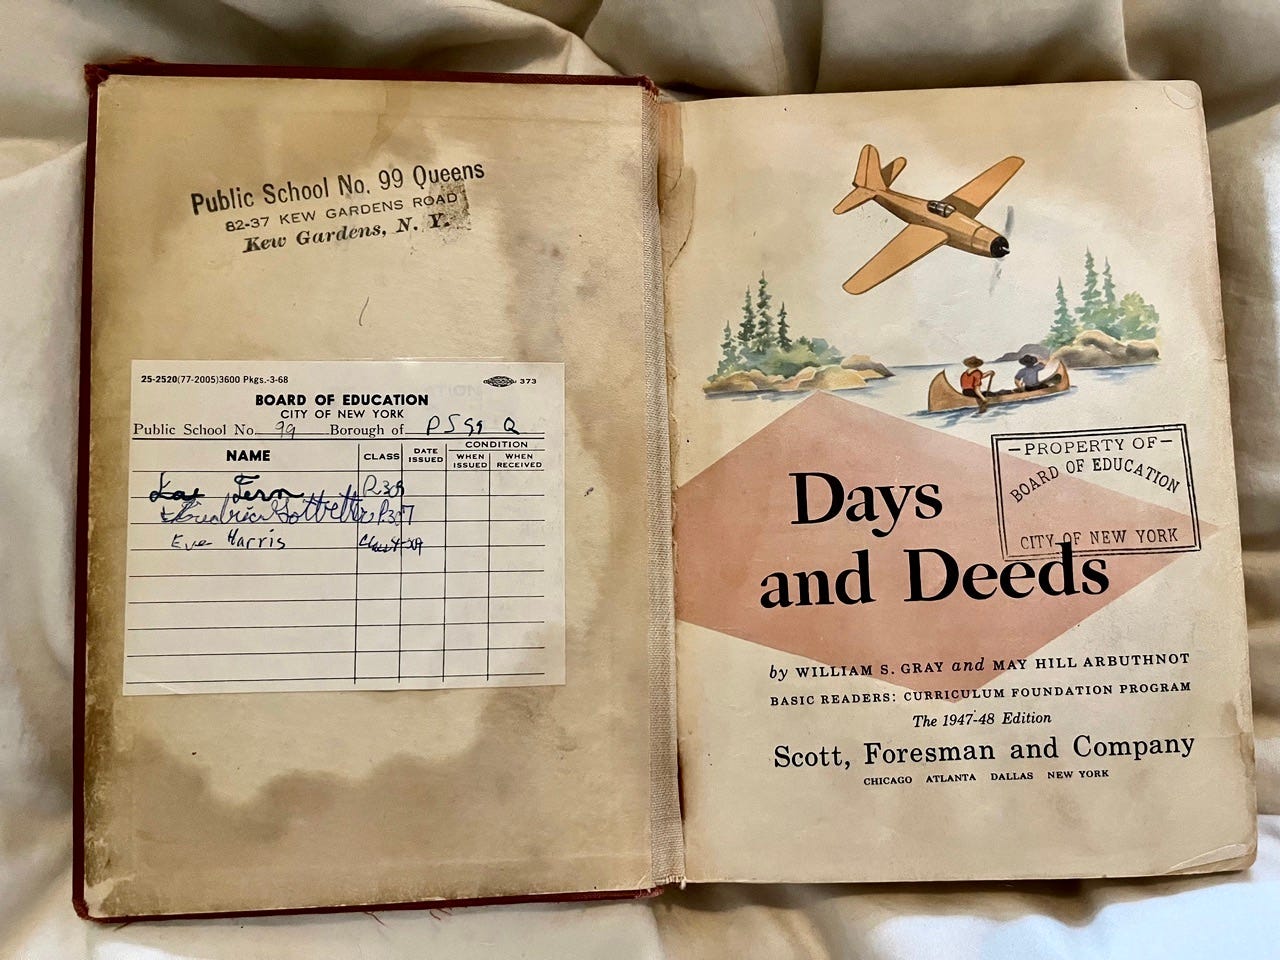 Public School No. 99 Queens
82-37 KEW GARDENS ROAD
Kew Gardens, N. Y.
25-2520(77-2005)3600 Pkgs.-3-68
373
BOARD OF EDUCATION
CITY OF NEW YORK
Public School No. 99 Borough of PS 99 Q
NAME
CLASS
DATE ISSUED
CONDITION
WHEN ISSUED
WHEN RECEIVED
Fern
P307
Eve Harris
PROPERTY OF
BOARD OF EDUCATION
CITY OF NEW YORK
Days
and Deeds
by WILLIAM S. GRAY and MAY HILL ARBUTHNOT
BASIC READERS: CURRICULUM FOUNDATION PROGRAM
The 1947-48 Edition
Scott, Foresman and Company
CHICAGO ATLANTA DALLAS NEW YORK